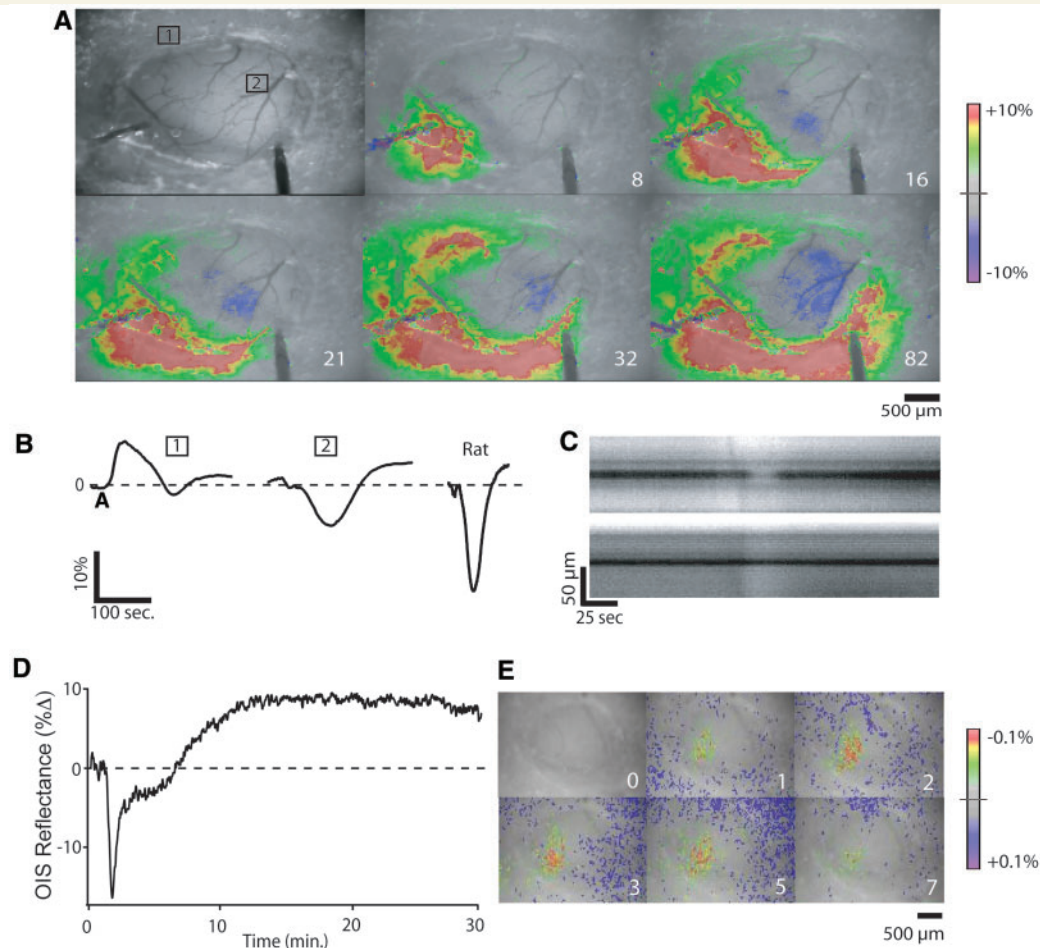 A
1
2
8
16
21
32
82
+10%
-10%
500 µm
B
1
2
Rat
0
A
10%
100 sec.
C
50 µm
25 sec
D
OIS Reflectance (%Δ)
10
0
-10
0
10
20
30
Time (min.)
E
0
1
2
3
5
7
-0.1%
+0.1%
500 µm